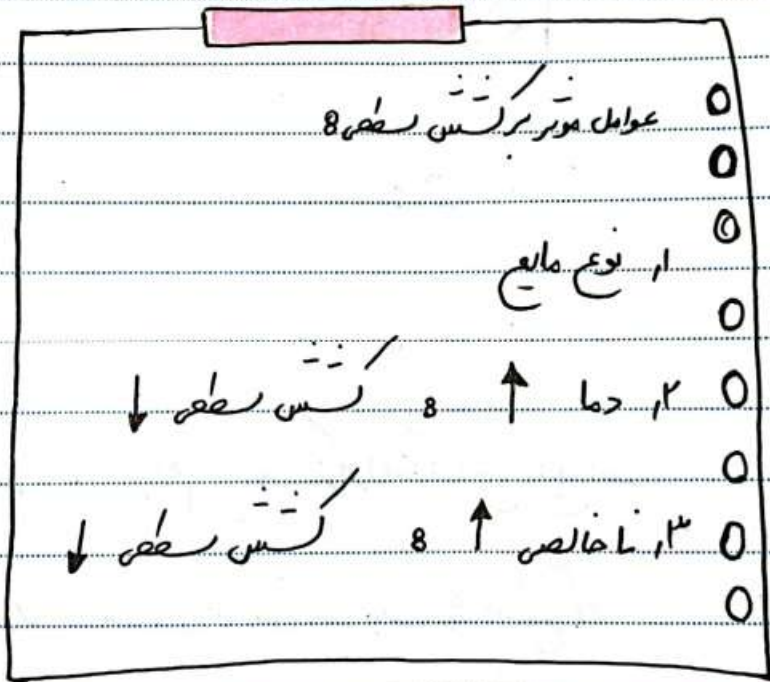 عوامل موثر بر کشش سطحی:
۱. نوع مایع
۲. دما ↑ : کشش سطحی ↓
۳. ناخالصی ↑ : کشش سطحی ↓